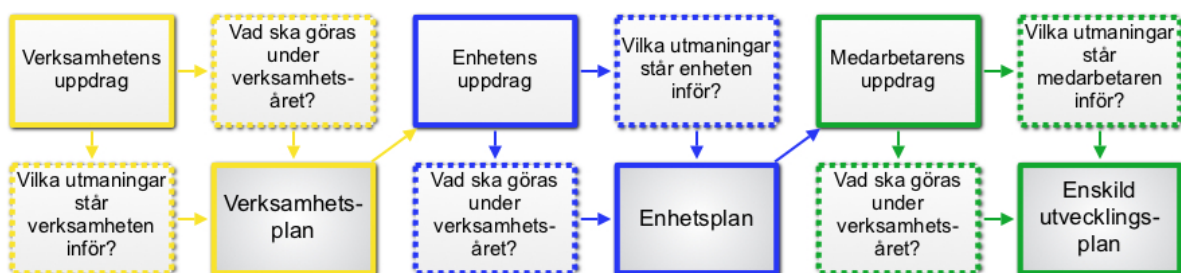 Verksamhetens
uppdrag
Vad ska göras
under
verksamhets-
året?
Enhetens
uppdrag
Vilka utmaningar
står enheten
inför?
Medarbetarens
uppdrag
Vilka utmaningar
står
medarbetaren
inför?
Vilka utmaningar
står
verksamheten
inför?
Verksamhets-
plan
Vad ska göras
under
verksamhets-
året?
Enhetsplan
Vad ska göras
under
verksamhets-
året?
Enskild
utvecklings-
plan